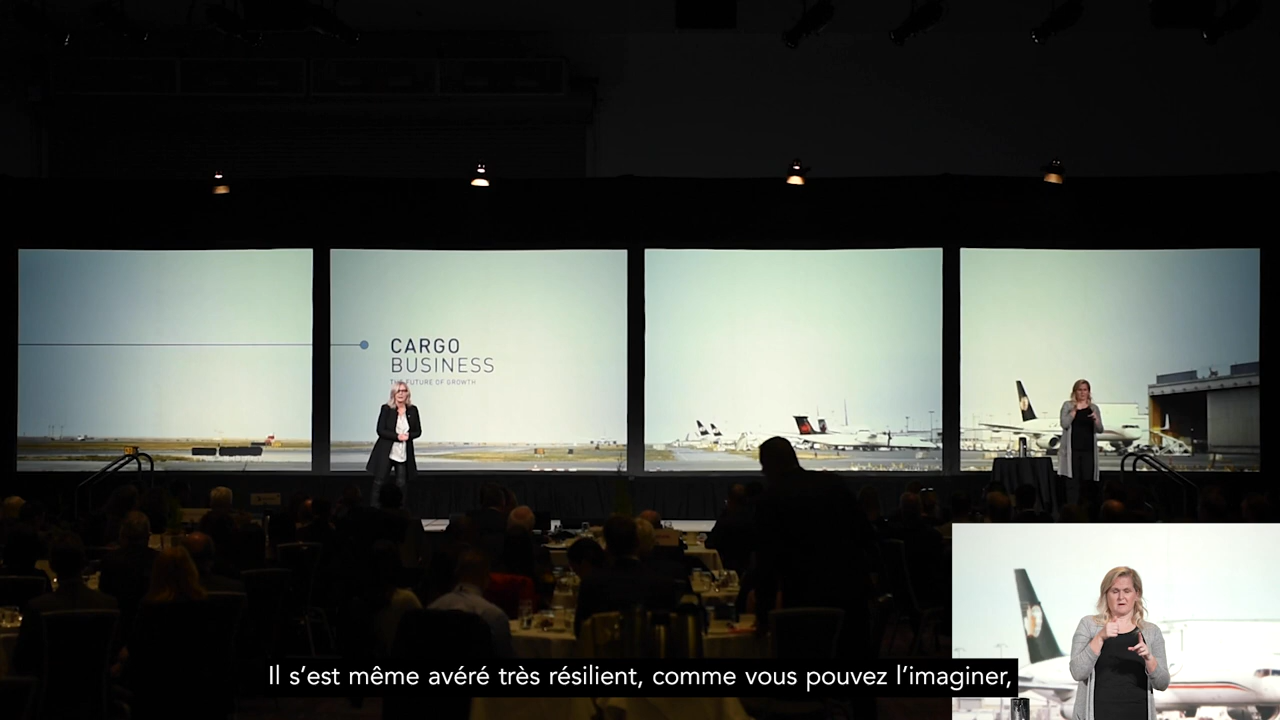 CARGO
BUSINESS
THE FUTURE OF GROWTH
Il s'est même avéré très résilient, comme vous pouvez l'imaginer,